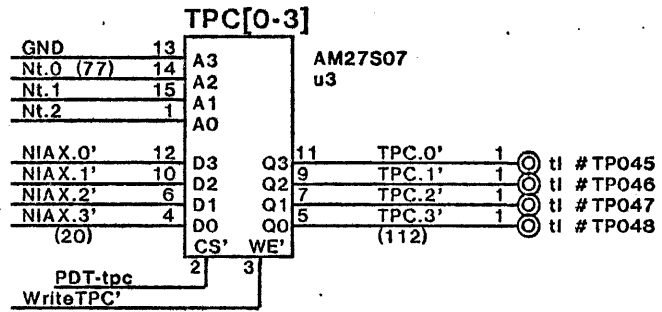 TPC[0-3]
AM27S07
u3
GND 13 A3
Nt.0 (77) 14 A2
Nt.1 15 A1
Nt.2 1 A0
NIAX.0' 12 D3 Q3 11 TPC.0' 1 tl #TP045
NIAX.1' 10 D2 Q2 9 TPC.1' 1 tl #TP046
NIAX.2' 6 D1 Q1 7 TPC.2' 1 tl #TP047
NIAX.3' 4 D0 Q0 5 TPC.3' 1 tl #TP048
(20) CS' WE' (112)
2 3
PDT-tpc
WriteTPC'